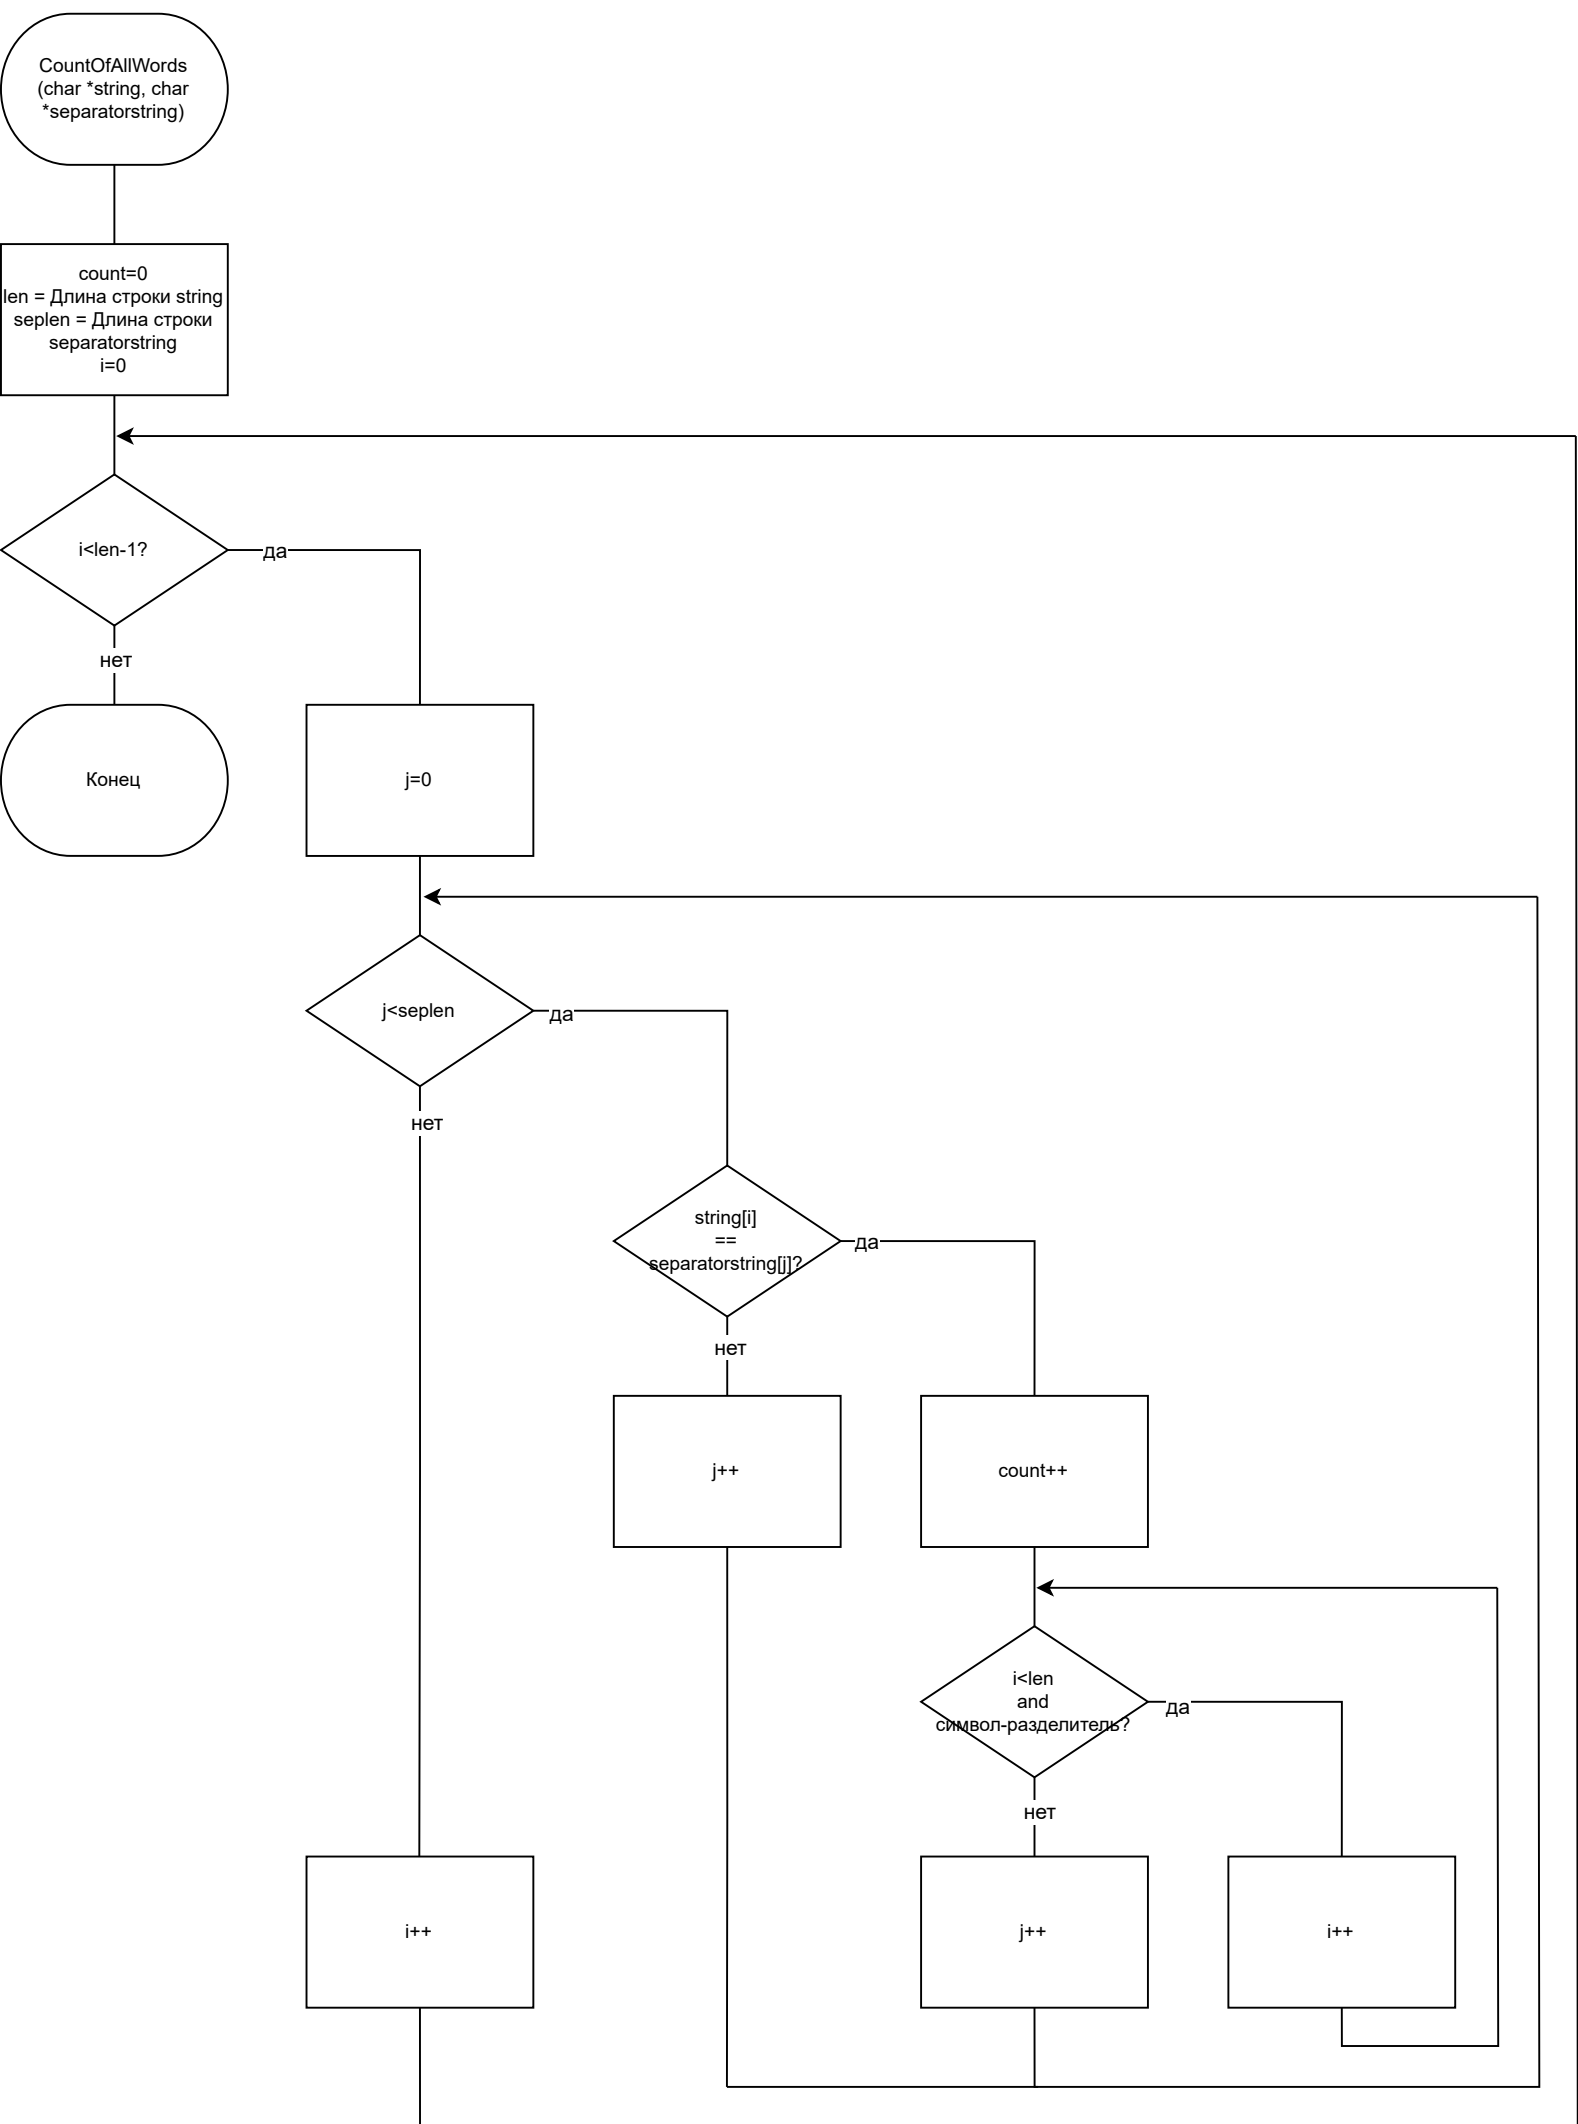 CountOfAllWords
(char *string, char
*separatorstring)
count=0
len = Длина строки string
seplen = Длина строки
separatorstring
i=0
i<len-1?
да
нет
Конец
j=0
j<seplen
да
нет
string[i]
==
separatorstring[j]?
да
нет
j++
count++
i<len
and
символ-разделитель?
да
нет
i++
j++
i++